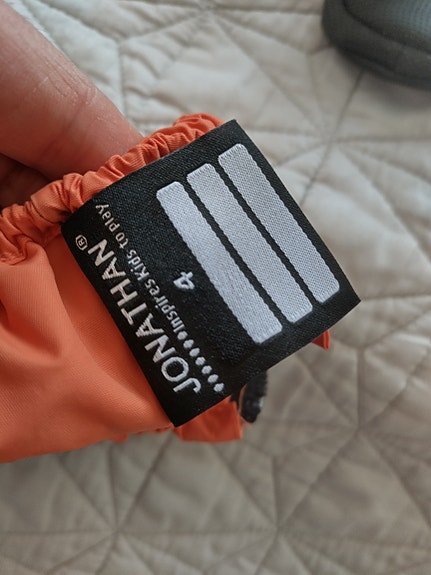 JONATHAN®
Inspires Kids to play
4